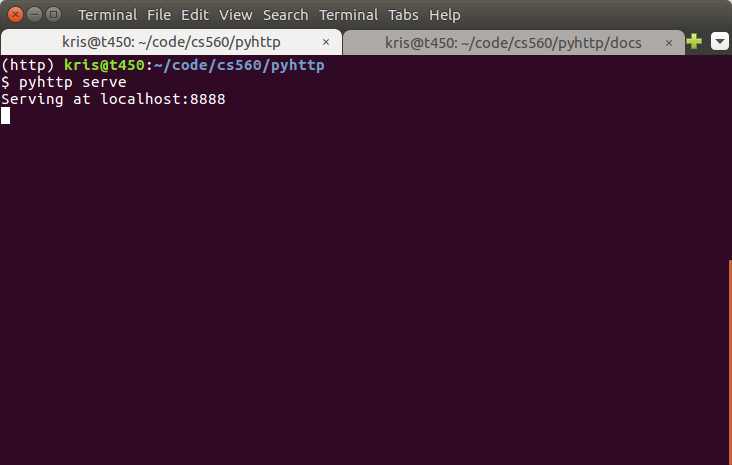 Terminal File Edit View Search Terminal Tabs Help
kris@t450: ~/code/cs560/pyhttp × kris@t450: ~/code/cs560/pyhttp/docs ×
(http) kris@t450:~/code/cs560/pyhttp
$ pyhttp serve
Serving at localhost:8888